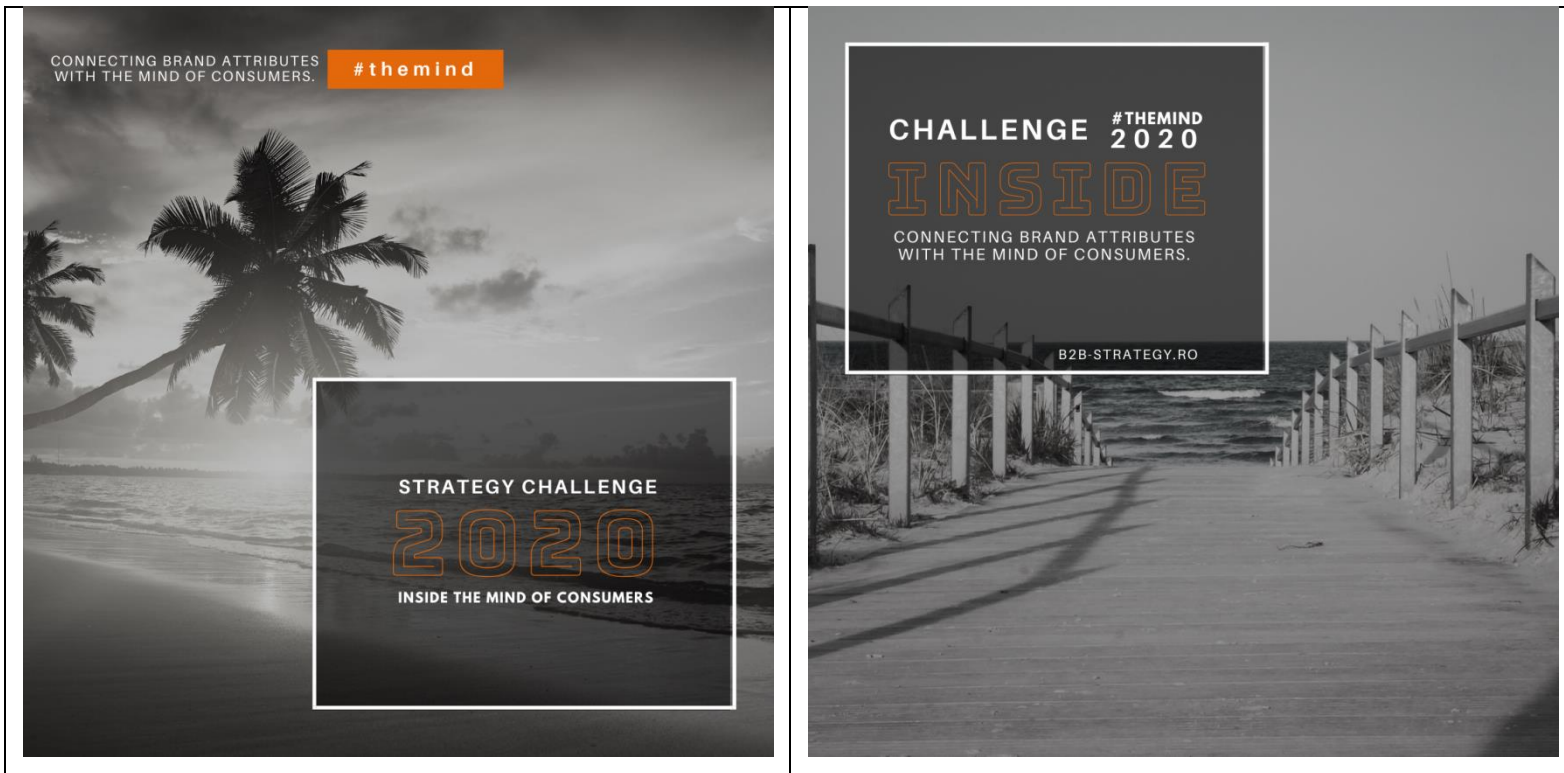 CONNECTING BRAND ATTRIBUTES
WITH THE MIND OF CONSUMERS.
#themind
STRATEGY CHALLENGE
2020
INSIDE THE MIND OF CONSUMERS
CHALLENGE
#THEMIND
2020
INSIDE
CONNECTING BRAND ATTRIBUTES
WITH THE MIND OF CONSUMERS.
B2B-STRATEGY.RO